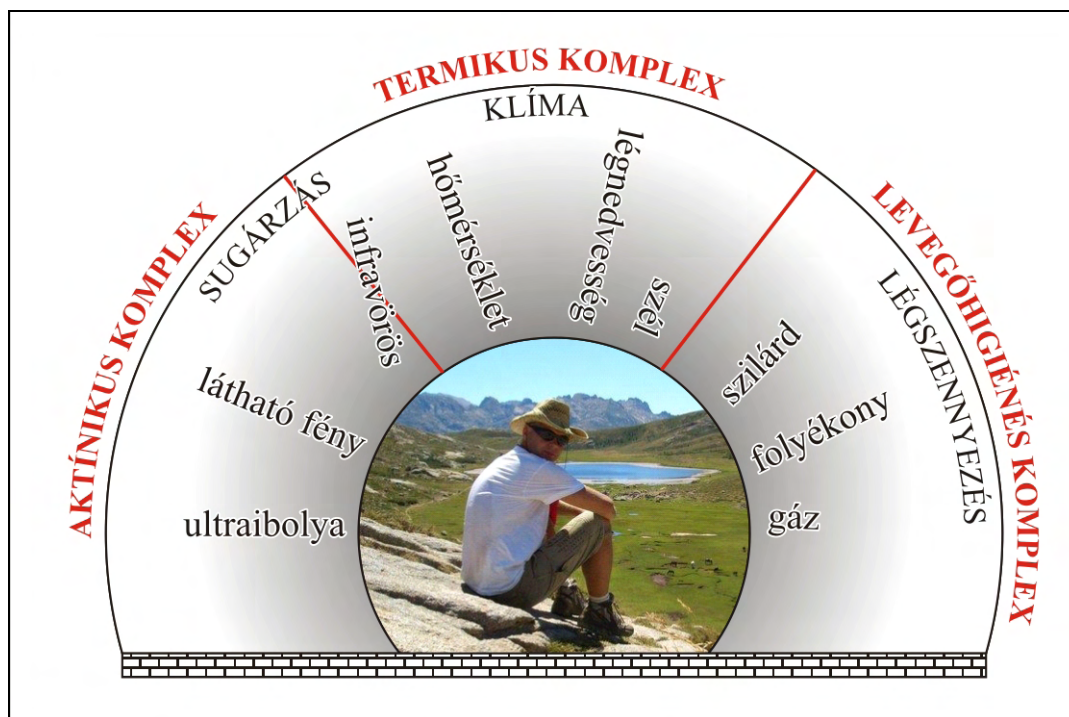 TERMIKUS KOMPLEX
KLÍMA
AKTÍNIKUS KOMPLEX
SUGÁRZÁS
infravörös
látható fény
ultraibolya
hőmérséklet
légnedvesség
szél
LEVEGŐHIGIÉNÉS KOMPLEX
LÉGSZENNYEZÉS
szilárd
folyékony
gáz